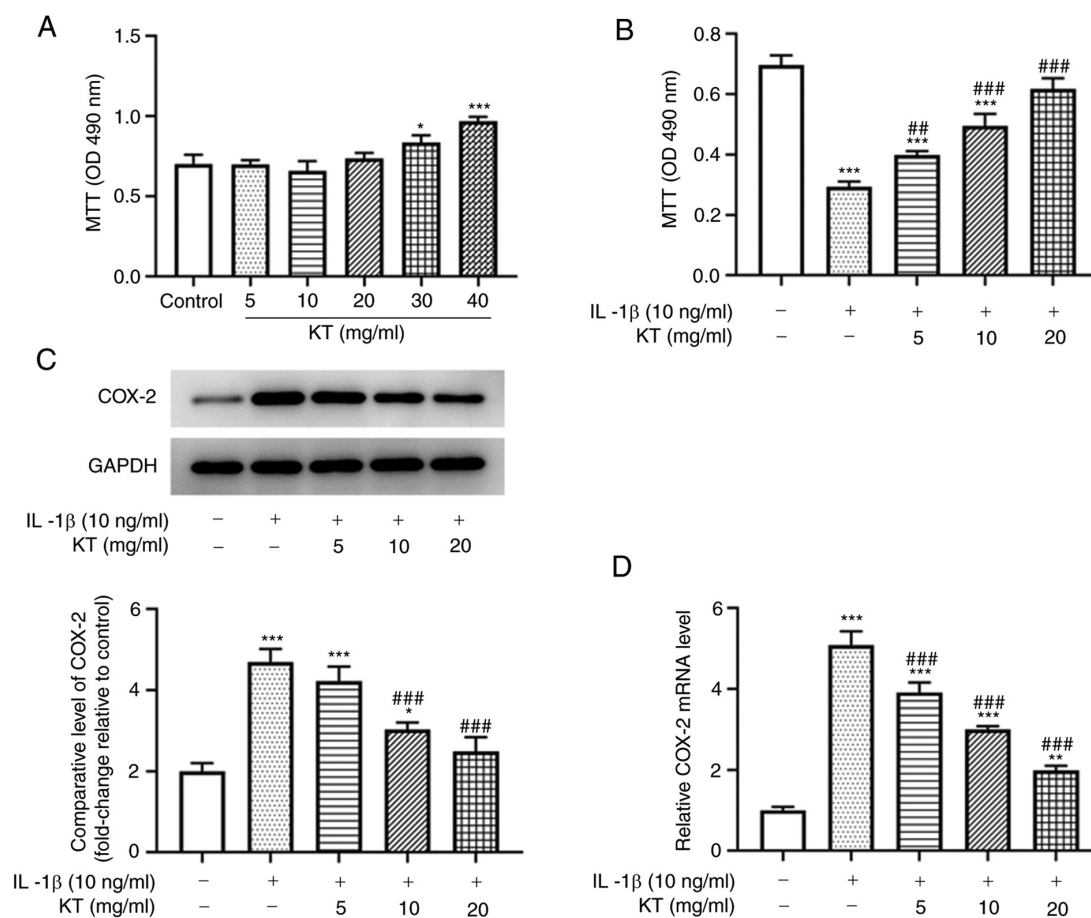 A
MTT (OD 490 nm)
1.5
1.0
0.5
0.0
*
***
Control 5 10 20 30 40
KT (mg/ml)
B
MTT (OD 490 nm)
0.8
0.6
0.4
0.2
0.0
***
##
***
###
***
###
IL -1β (10 ng/ml) – + + + +
KT (mg/ml) – – 5 10 20
C
COX-2
GAPDH
IL -1β (10 ng/ml) – + + + +
KT (mg/ml) – – 5 10 20
Comparative level of COX-2
(fold-change relative to control)
6
4
2
0
***
***
###
*
###
IL -1β (10 ng/ml) – + + + +
KT (mg/ml) – – 5 10 20
D
Relative COX-2 mRNA level
6
4
2
0
***
###
***
###
***
###
**
IL -1β (10 ng/ml) – + + + +
KT (mg/ml) – – 5 10 20